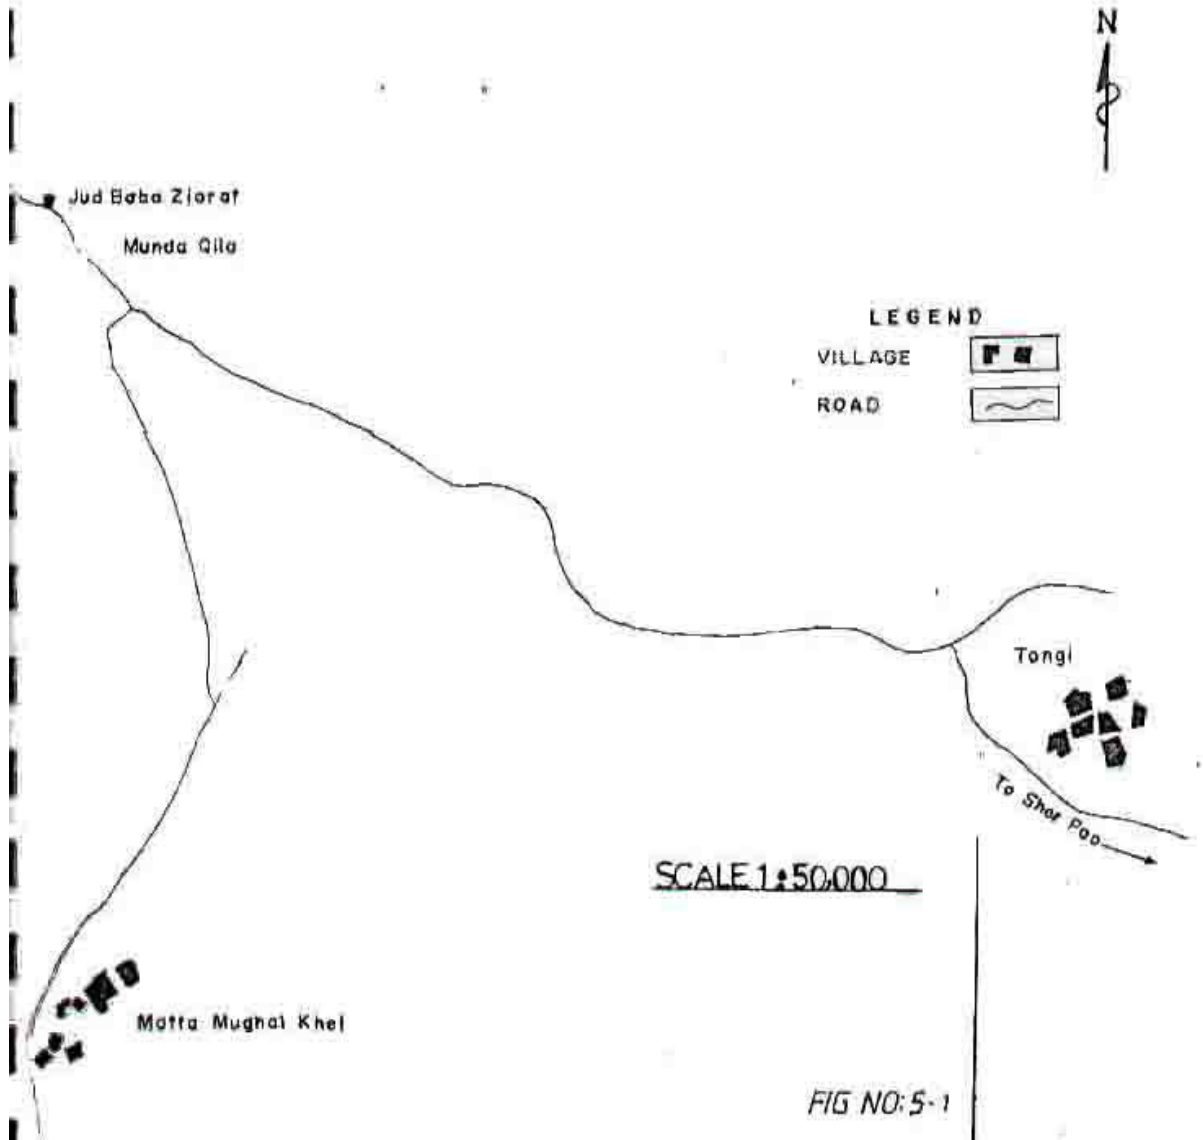 N
Jud Baba Ziarat
Munda Qila
LEGEND
VILLAGE
ROAD
Tongi
To Sher Pao
SCALE 1:50,000
Matta Mughal Khel
FIG NO: 5-1